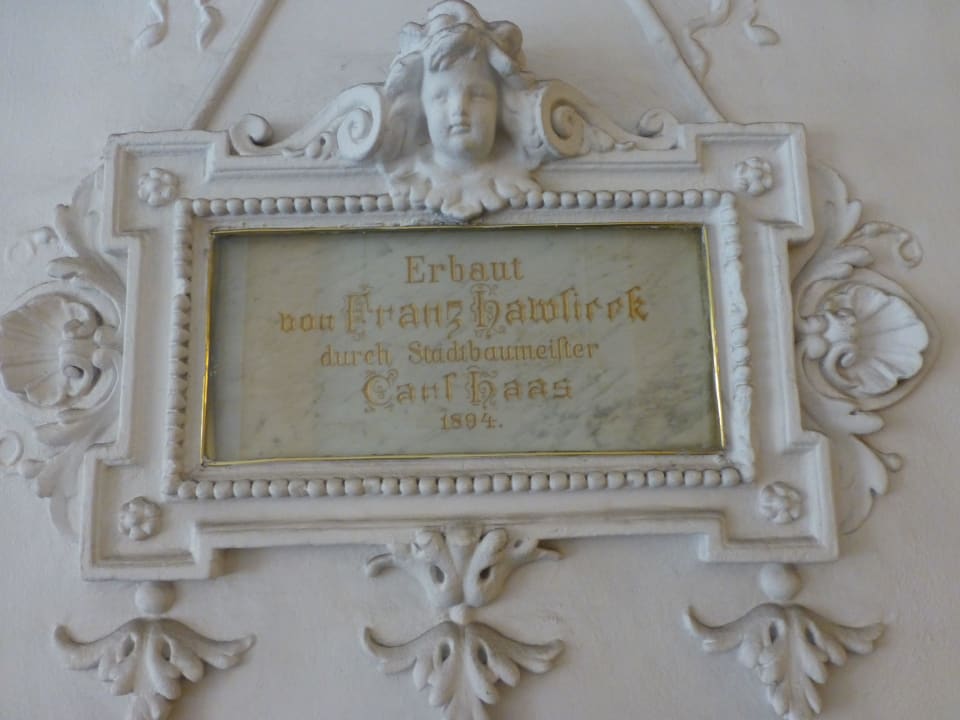 Erbaut
von Franz Hawlicek
durch Stadtbaumeister
Carl Haas
1894.